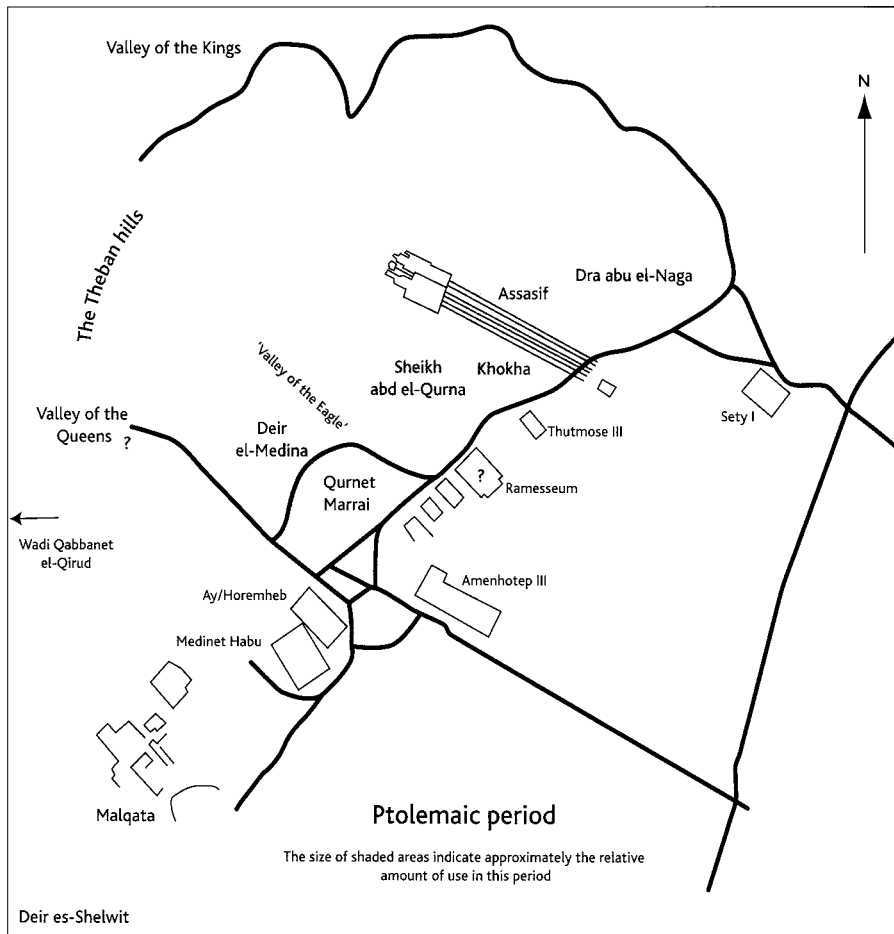 Valley of the Kings
N
The Theban hills
Dra abu el-Naga
Assasif
'Valley of the Eagle'
Sheikh
abd el-Qurna
Khokha
Valley of the
Queens
?
Deir
el-Medina
Sety I
Thutmose III
Qurnet
Marrai
?
Ramesseum
Wadi Qabbanet
el-Qirud
Amenhotep III
Ay/Horemheb
Medinet Habu
Malqata
Ptolemaic period
The size of shaded areas indicate approximately the relative
amount of use in this period
Deir es-Shelwit